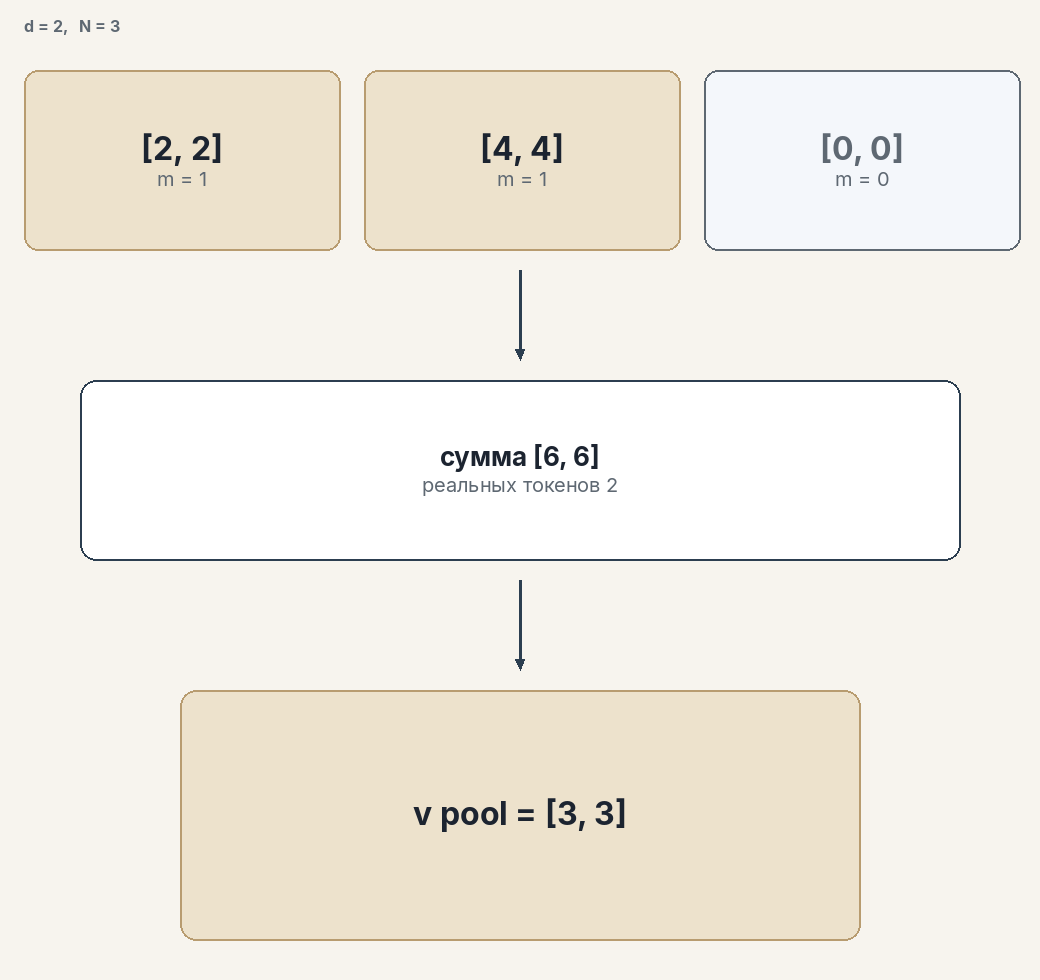 d = 2, N = 3
[2, 2]
m = 1
[4, 4]
m = 1
[0, 0]
m = 0
сумма [6, 6]
реальных токенов 2
v pool = [3, 3]